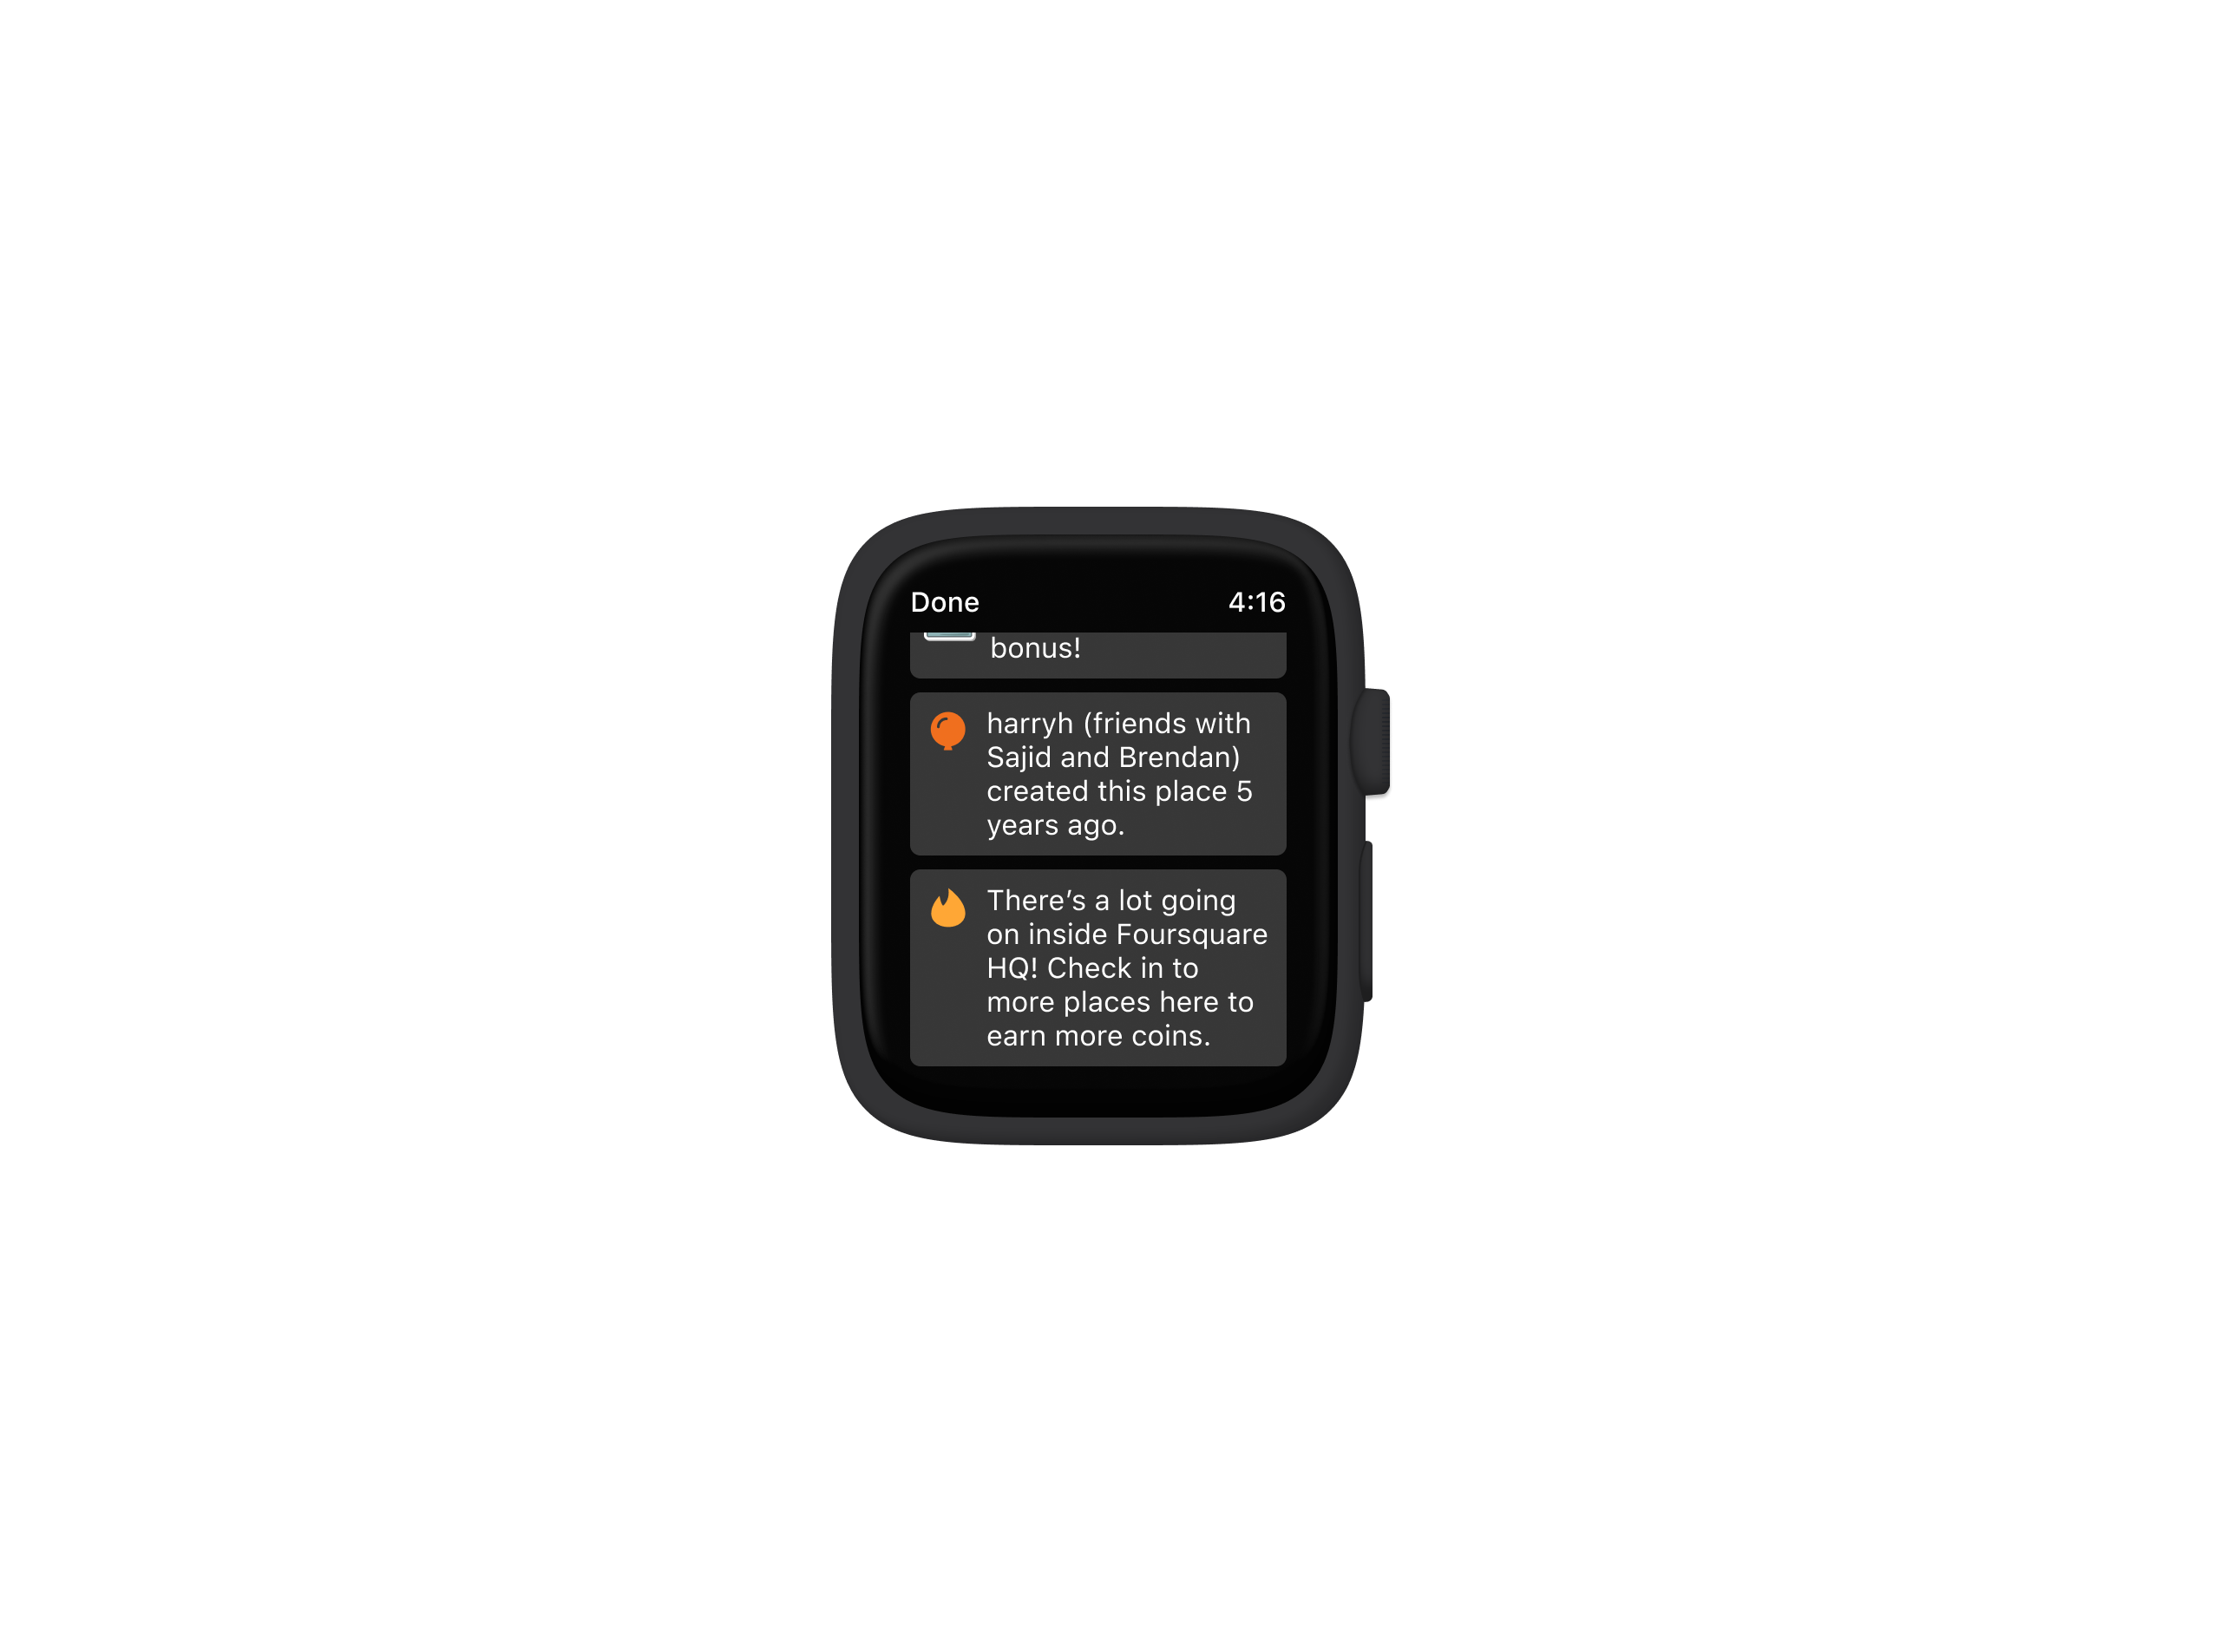 Done 4:16
bonus!
harryh (friends with
Sajid and Brendan)
created this place 5
years ago.
There’s a lot going
on inside Foursquare
HQ! Check in to
more places here to
earn more coins.